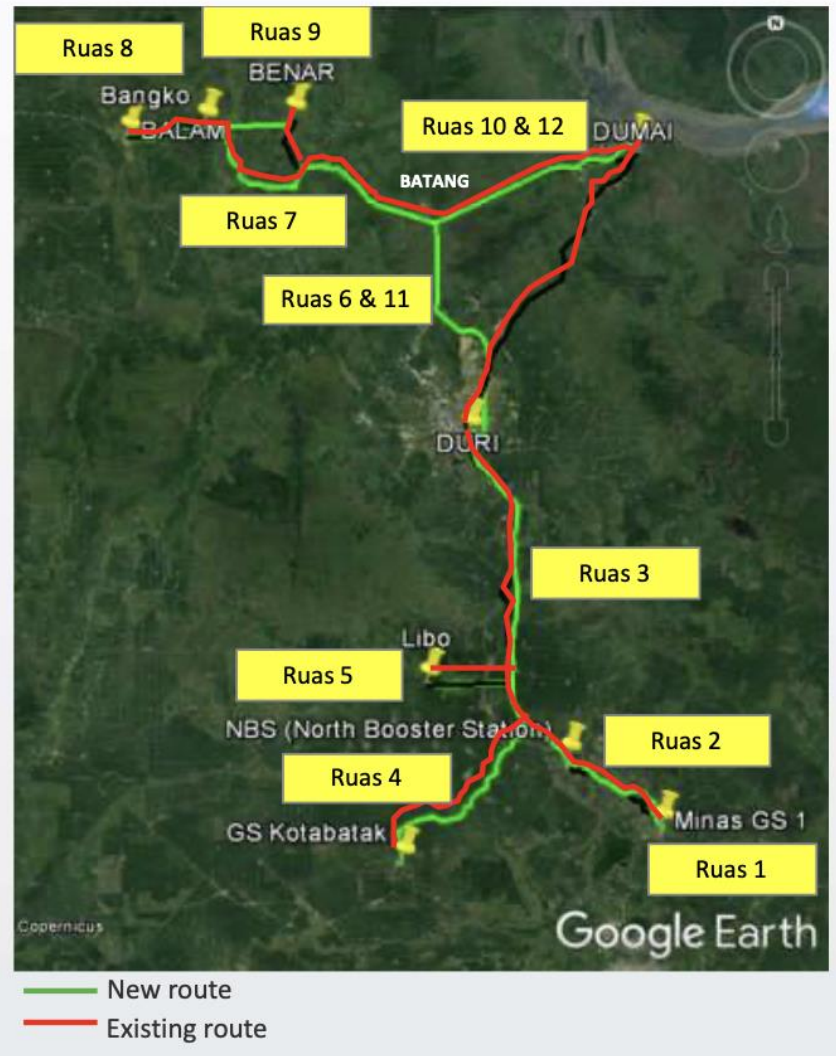 Ruas 8
Ruas 9
BENAR
Bangko
BALAM
Ruas 10 & 12
DUMAI
BATANG
Ruas 7
Ruas 6 & 11
DURI
Ruas 3
Libo
Ruas 5
NBS (North Booster Station)
Ruas 2
Ruas 4
GS Kotabatak
Minas GS 1
Ruas 1
Copernicus
Google Earth
New route
Existing route
N